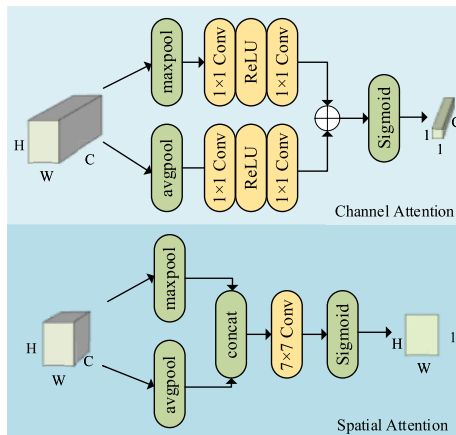 maxpool
1×1 Conv
ReLU
1×1 Conv
H
W
C
avgpool
1×1 Conv
ReLU
1×1 Conv
Sigmoid
1
1
C
Channel Attention
maxpool
H
W
C
avgpool
concat
7×7 Conv
Sigmoid
H
W
1
Spatial Attention